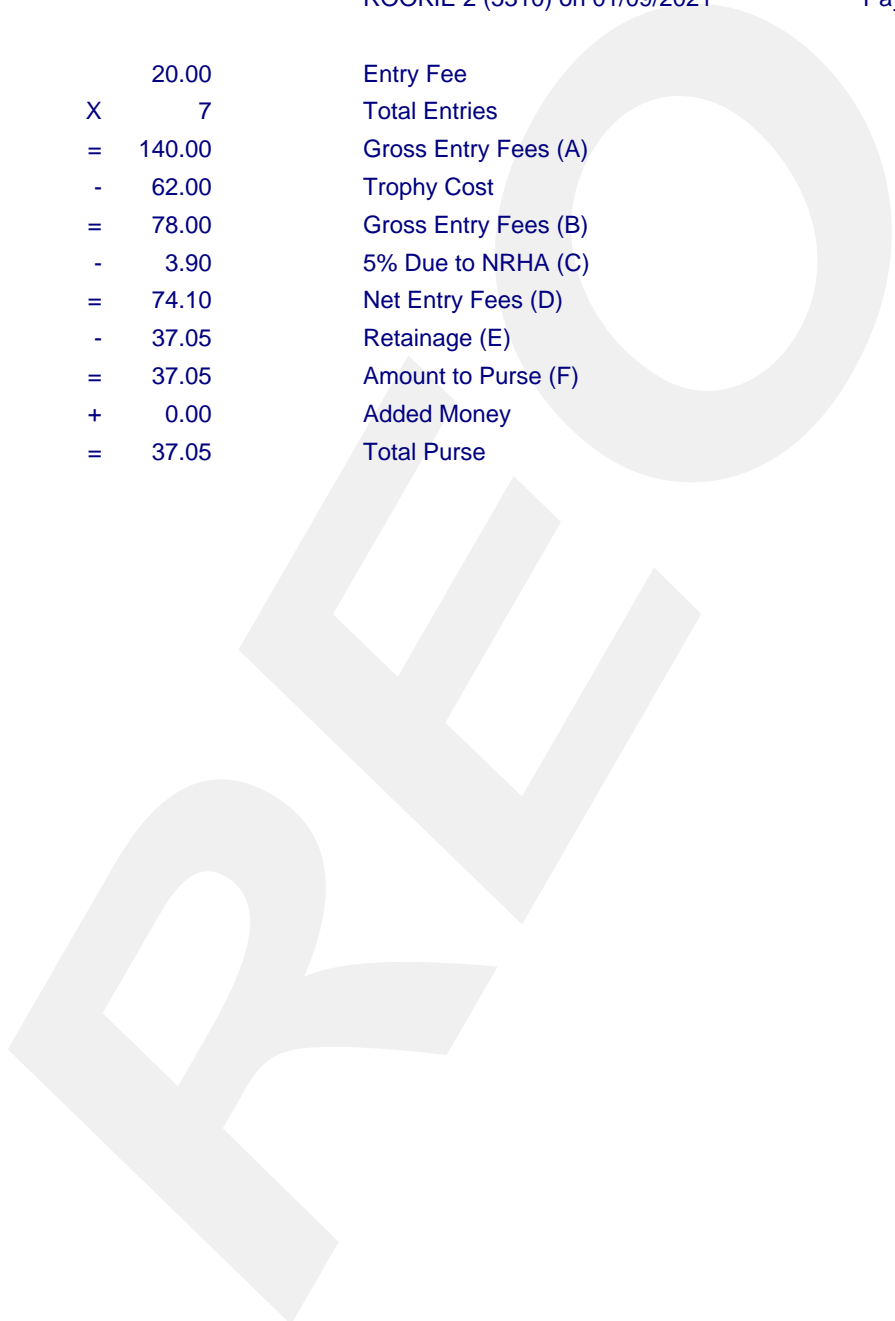 20.00 Entry Fee
X 7 Total Entries
= 140.00 Gross Entry Fees (A)
- 62.00 Trophy Cost
= 78.00 Gross Entry Fees (B)
- 3.90 5% Due to NRHA (C)
= 74.10 Net Entry Fees (D)
- 37.05 Retainage (E)
= 37.05 Amount to Purse (F)
+ 0.00 Added Money
= 37.05 Total Purse
REO